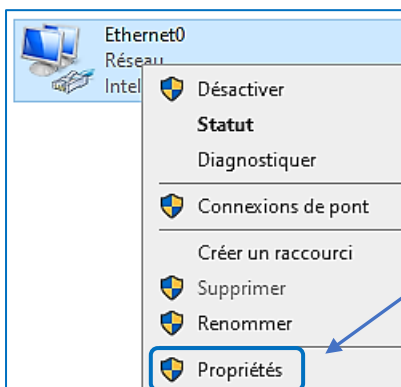 Ethernet0
Réseau
Intel
Désactiver
Statut
Diagnostiquer
Connexions de pont
Créer un raccourci
Supprimer
Renommer
Propriétés